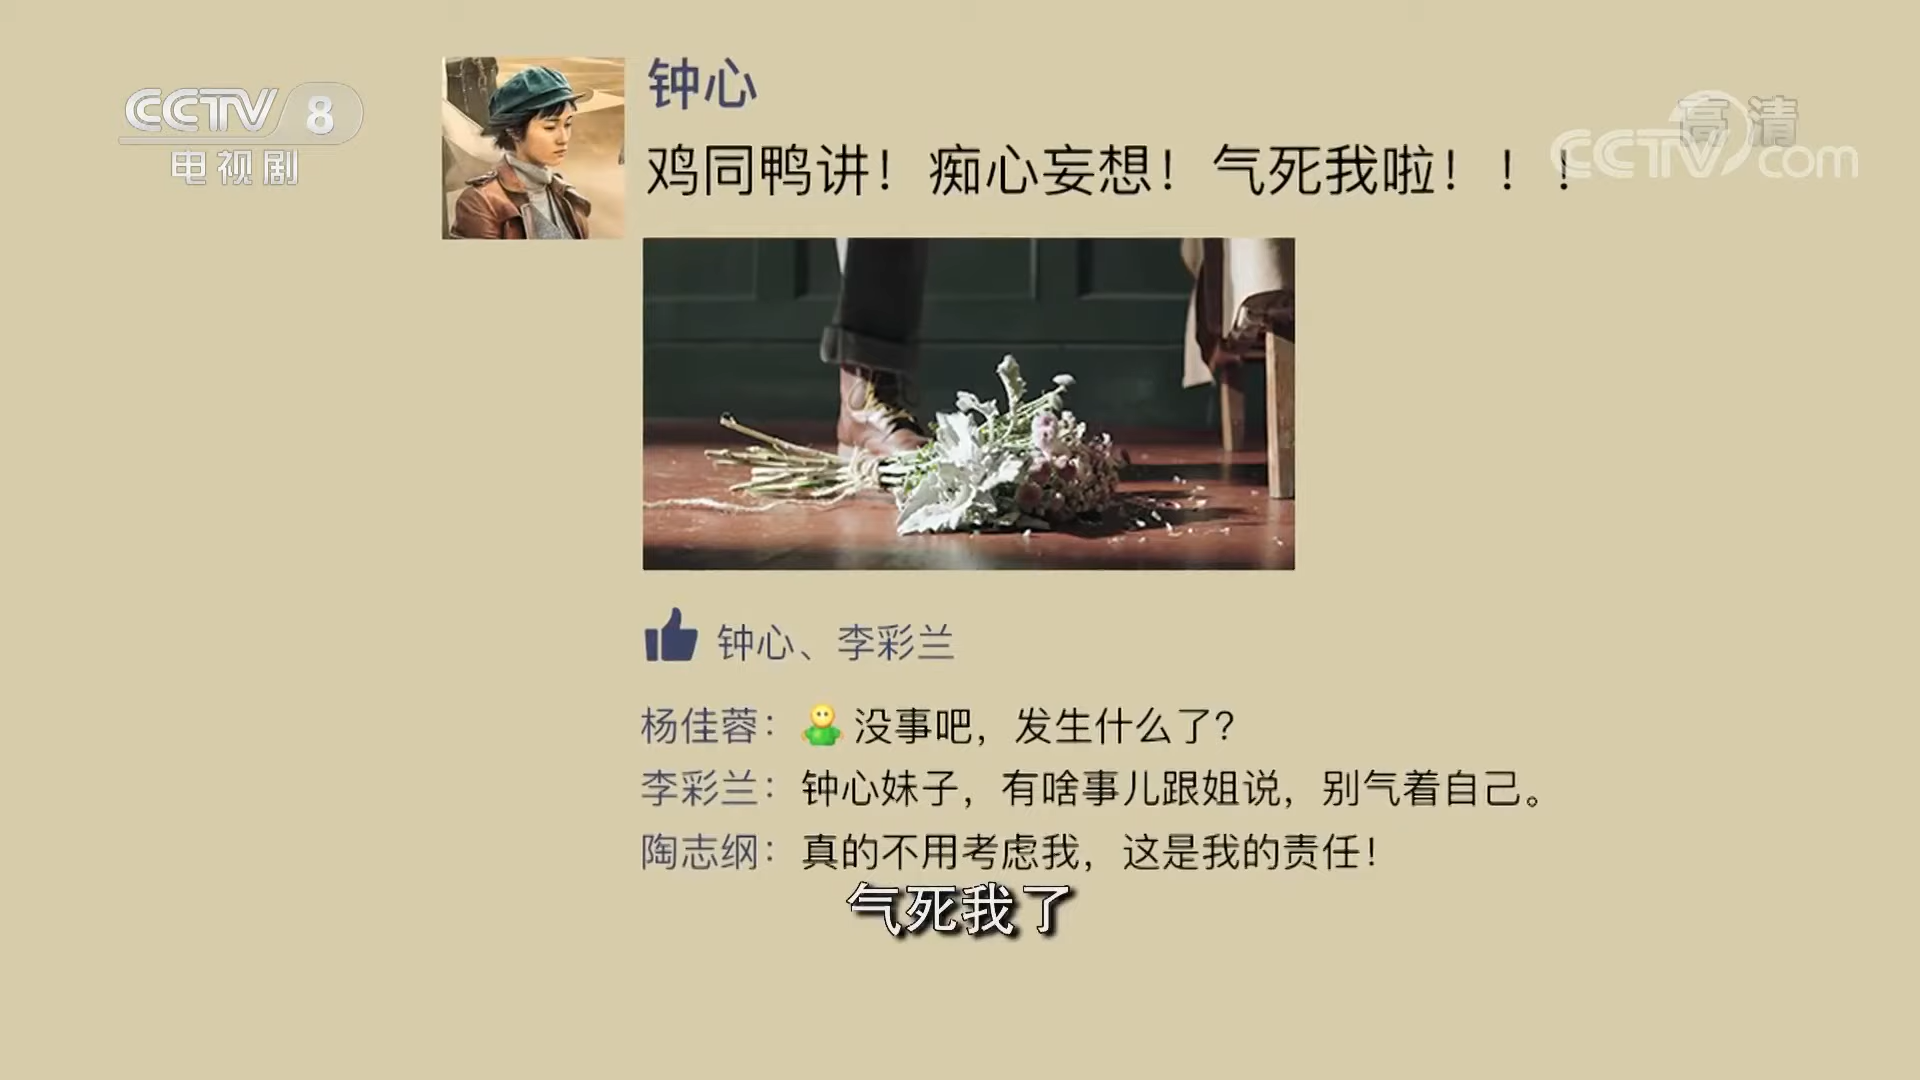 CCTV 8
电视剧
高清
CCTV.com
钟心
鸡同鸭讲！痴心妄想！气死我啦！！！
钟心、李彩兰
杨佳蓉：没事吧，发生什么了？
李彩兰：钟心妹子，有啥事儿跟姐说，别气着自己。
陶志纲：真的不用考虑我，这是我的责任！
气死我了